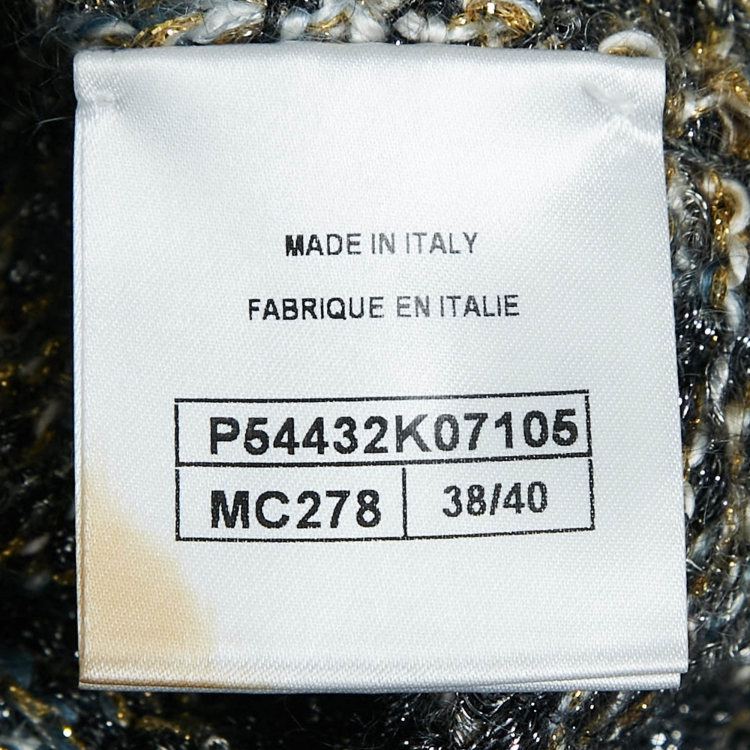 MADE IN ITALY
FABRIQUE EN ITALIE
P54432K07105
MC278 38/40